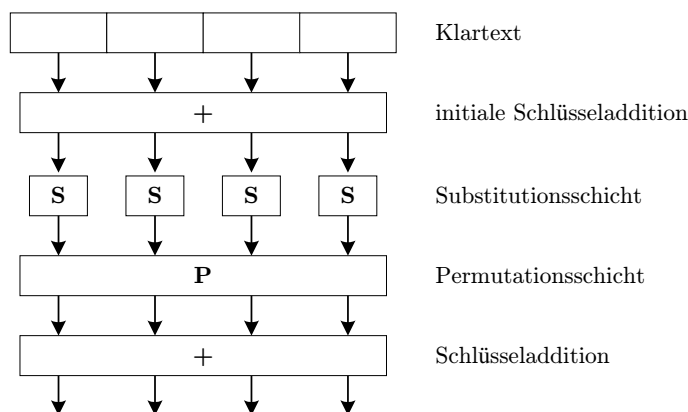 Klartext
+ initiale Schlüsseladdition
S S S S Substitutionsschicht
P Permutationsschicht
+ Schlüsseladdition